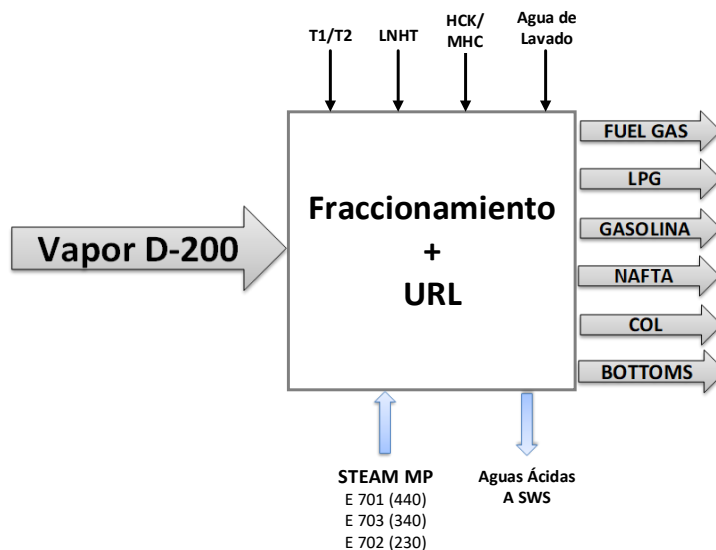 T1/T2
LNHT
HCK/
MHC
Agua de
Lavado
Vapor D-200
Fraccionamiento
+
URL
FUEL GAS
LPG
GASOLINA
NAFTA
COL
BOTTOMS
STEAM MP
E 701 (440)
E 703 (340)
E 702 (230)
Aguas Ácidas
A SWS